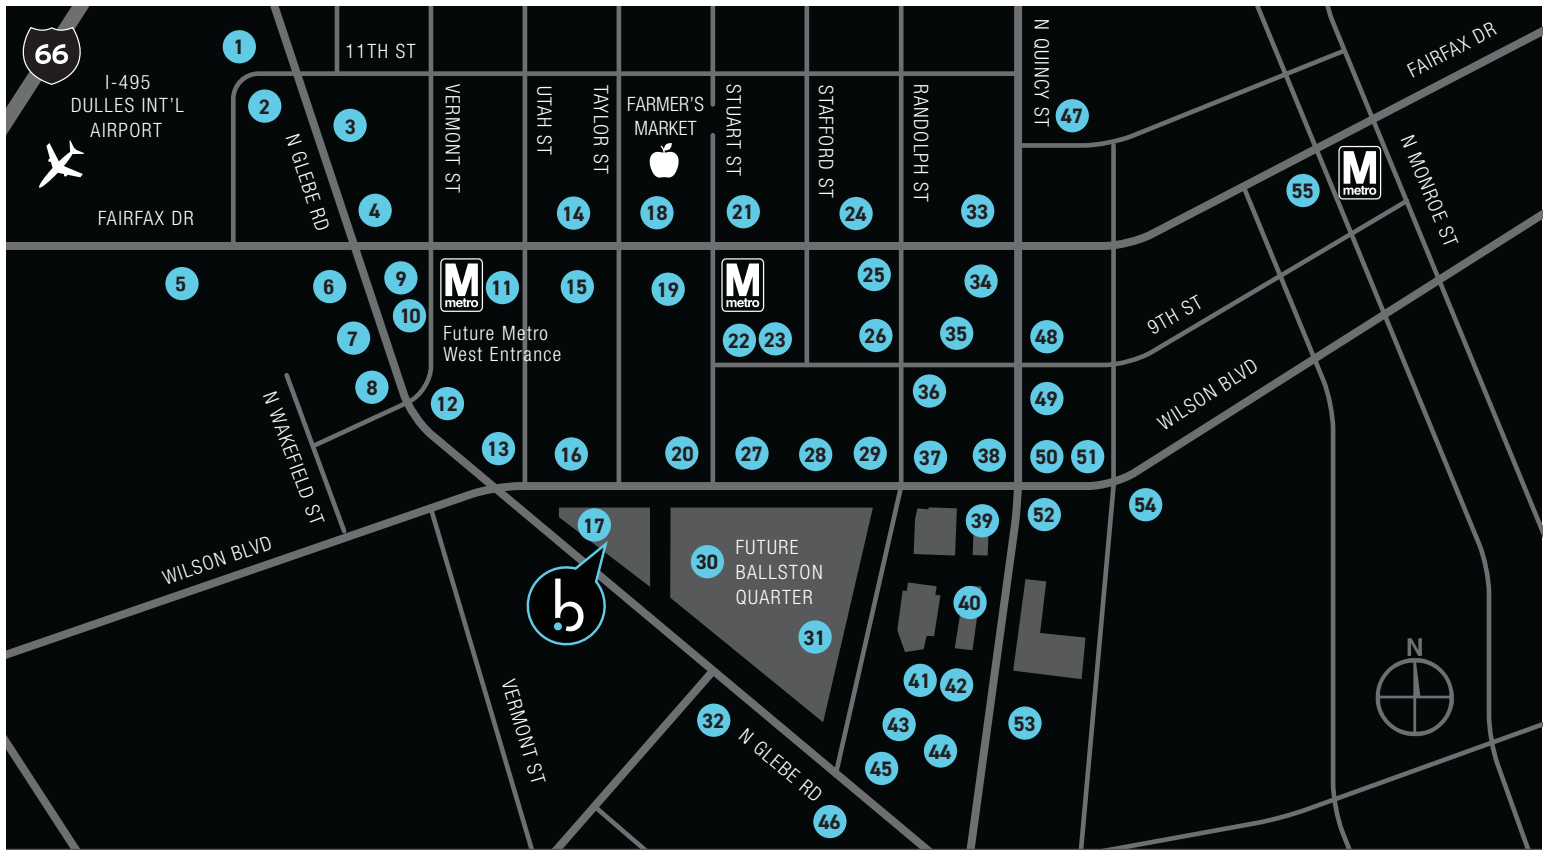 66
I-495
DULLES INT'L
AIRPORT
1
11TH ST
2
3
N GLEBE RD
VERMONT ST
UTAH ST
TAYLOR ST
FARMER'S
MARKET
STUART ST
STAFFORD ST
RANDOLPH ST
N QUINCY ST
47
FAIRFAX DR
N MONROE ST
M
metro
55
FAIRFAX DR
4
14
18
21
24
33
5
6
9
M
metro
11
15
19
M
metro
25
34
7
10
Future Metro
West Entrance
22
23
26
35
48
9TH ST
8
12
36
49
WILSON BLVD
N WAKEFIELD ST
13
16
20
27
28
29
37
38
50
51
WILSON BLVD
17
30
FUTURE
BALLSTON
QUARTER
31
39
52
54
b
40
41
42
43
44
45
53
VERMONT ST
32
N GLEBE RD
46
N